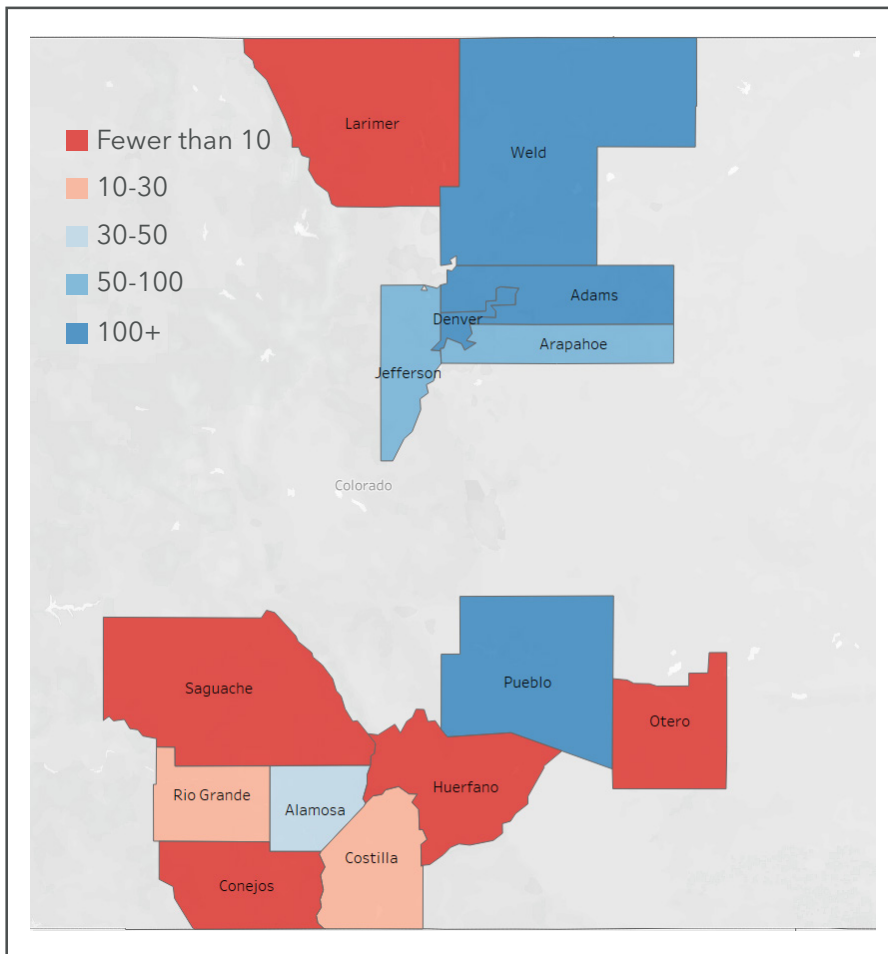 Larimer
Weld
Fewer than 10
10-30
30-50
50-100
100+
Adams
Denver
Arapahoe
Jefferson
Colorado
Saguache
Pueblo
Otero
Rio Grande
Alamosa
Huerfano
Costilla
Conejos